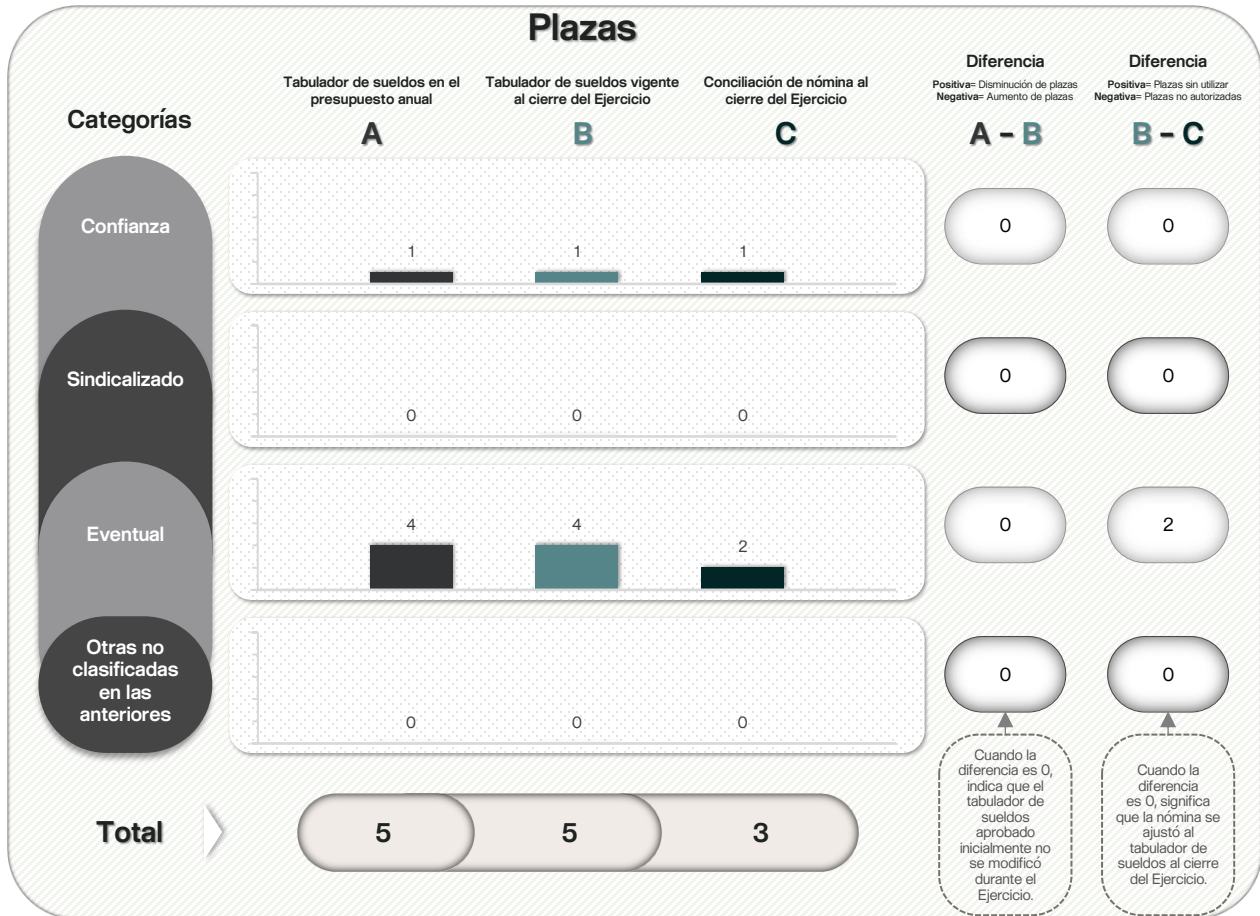 Plazas
Categorías
Tabulador de sueldos en el
presupuesto anual
A
Tabulador de sueldos vigente
al cierre del Ejercicio
B
Conciliación de nómina al
cierre del Ejercicio
C
Diferencia
Positiva= Disminución de plazas
Negativa= Aumento de plazas
A - B
Diferencia
Positiva= Plazas sin utilizar
Negativa= Plazas no autorizadas
B - C
Confianza
1 1 1 0 0
Sindicalizado
0 0 0 0 0
Eventual
4 4 2 0 2
Otras no
clasificadas
en las
anteriores
0 0 0 0 0
Cuando la
diferencia es 0,
indica que el
tabulador de
sueldos
aprobado
inicialmente no
se modificó
durante el
Ejercicio.
Cuando la
diferencia
es 0, significa
que la nómina se
ajustó al
tabulador de
sueldos al cierre
del Ejercicio.
Total
5 5 3